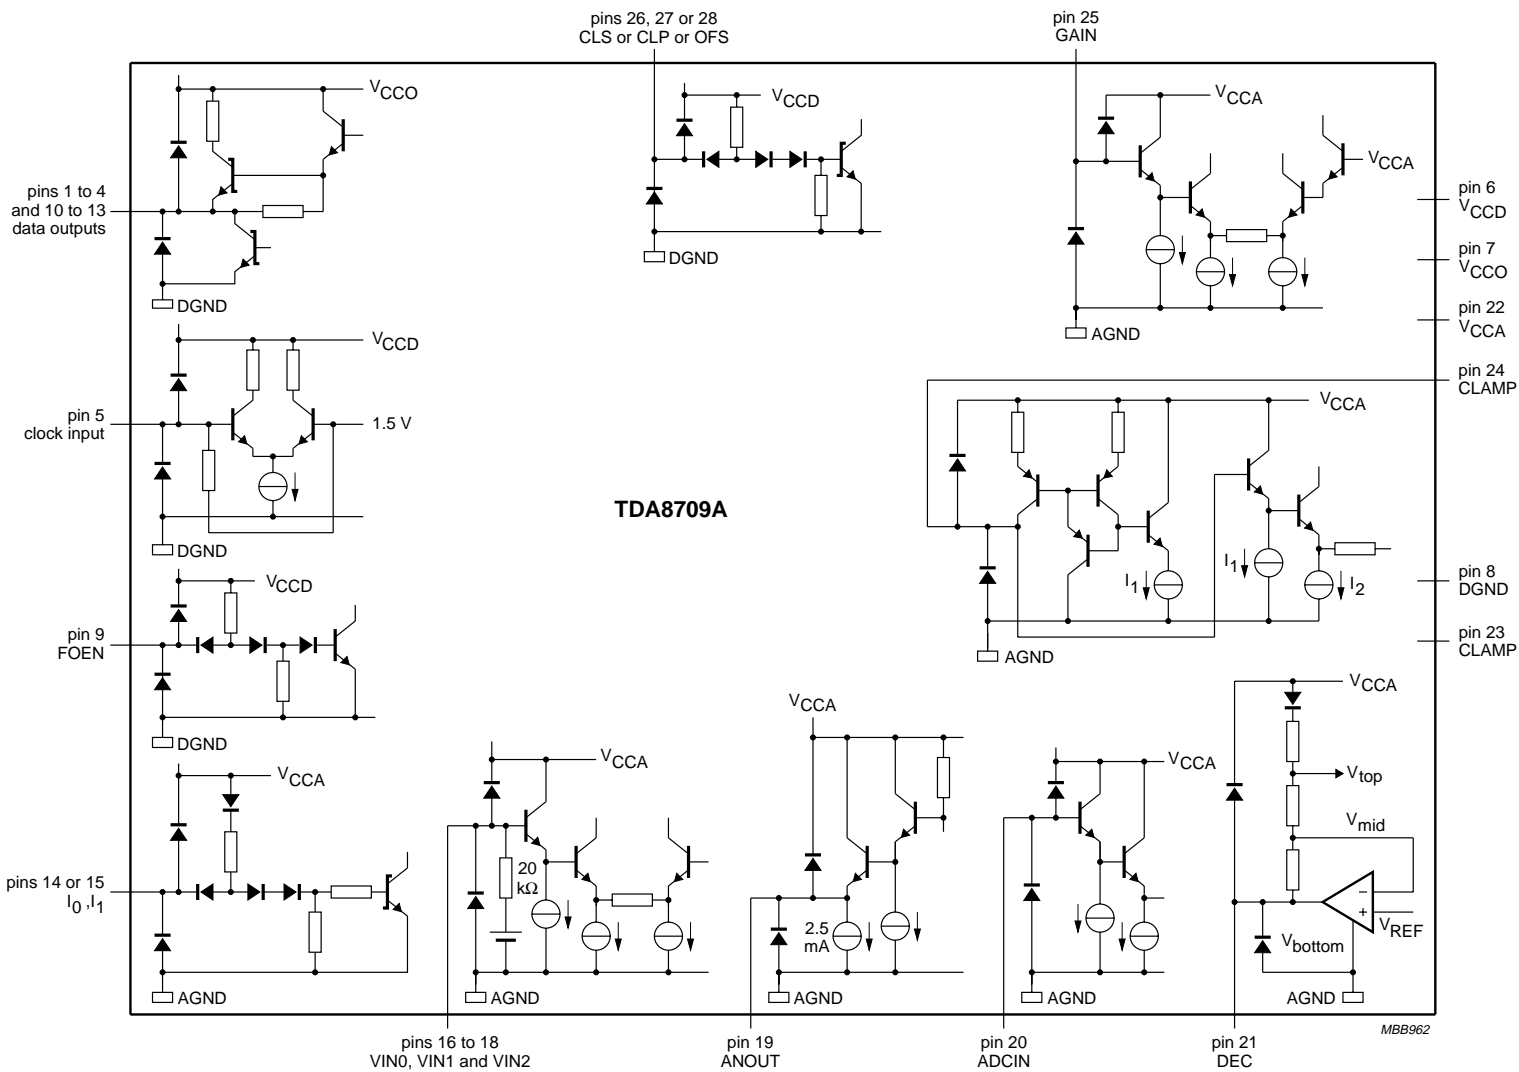 pins 26, 27 or 28
CLS or CLP or OFS
pin 25
GAIN
VCCO
VCCD
VCCA
VCCA
pins 1 to 4
and 10 to 13
data outputs
pin 6
VCCD
pin 7
VCCO
DGND
DGND
pin 22
VCCA
AGND
VCCD
pin 24
CLAMP
VCCA
pin 5
clock input
1.5 V
TDA8709A
DGND
I1
I1
I2
pin 8
DGND
VCCD
pin 9
FOEN
pin 23
CLAMP
AGND
VCCA
VCCA
DGND
VCCA
VCCA
VCCA
Vtop
Vmid
20
kΩ
pins 14 or 15
I0 ,I1
2.5
mA
−
+
VREF
Vbottom
AGND
AGND
AGND
AGND
AGND
MBB962
pins 16 to 18
VIN0, VIN1 and VIN2
pin 19
ANOUT
pin 20
ADCIN
pin 21
DEC